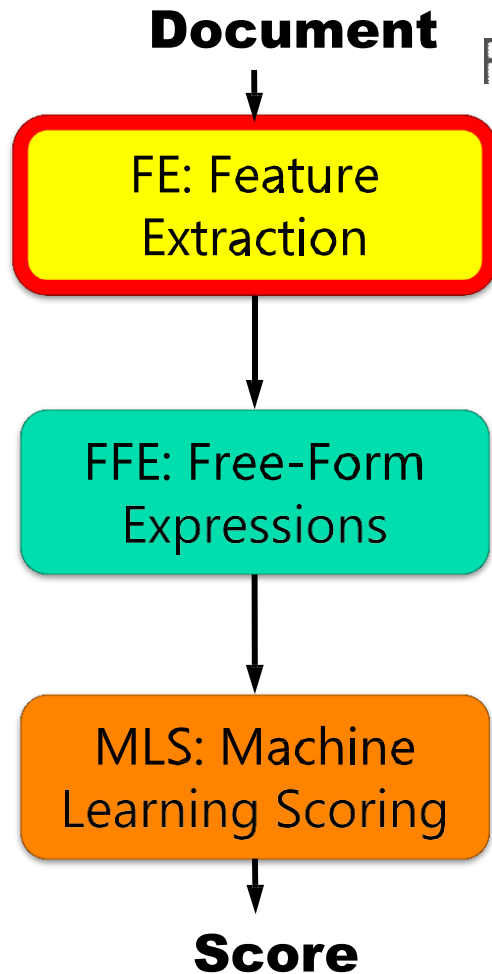 Document
FE: Feature
Extraction
FFE: Free-Form
Expressions
MLS: Machine
Learning Scoring
Score